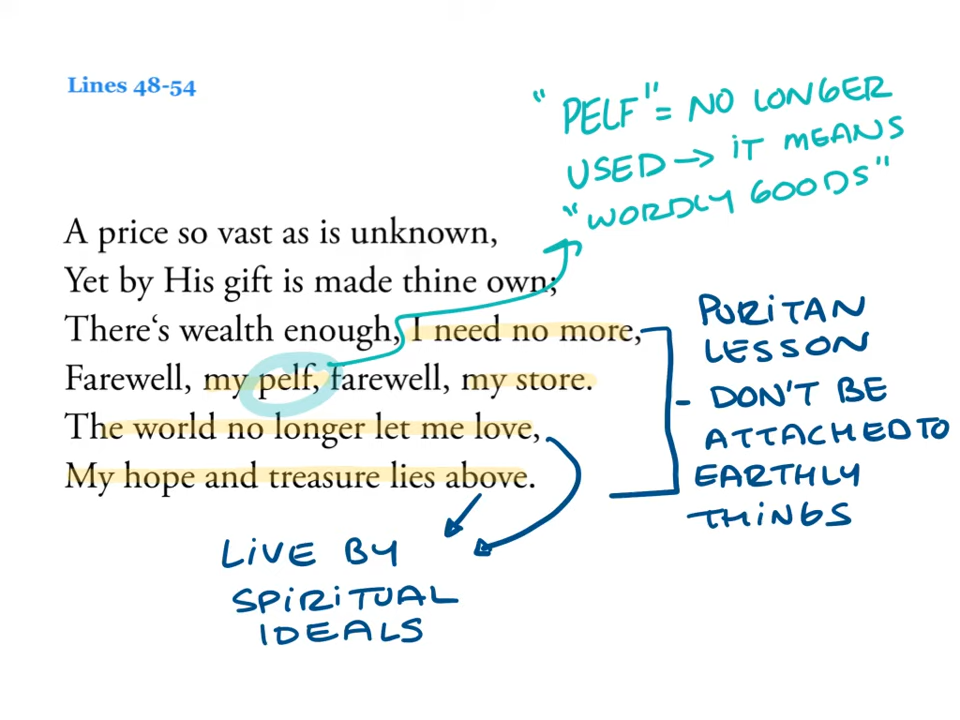 Lines 48-54
"PELF" = NO LONGER
USED → IT MEANS
"WORDLY GOODS"
A price so vast as is unknown,
Yet by His gift is made thine own;
There‘s wealth enough, I need no more,
Farewell, my pelf, farewell, my store.
The world no longer let me love,
My hope and treasure lies above.
PURITAN
LESSON
- DON'T BE
ATTACHED TO
EARTHLY
THINGS
LIVE BY
SPIRITUAL
IDEALS